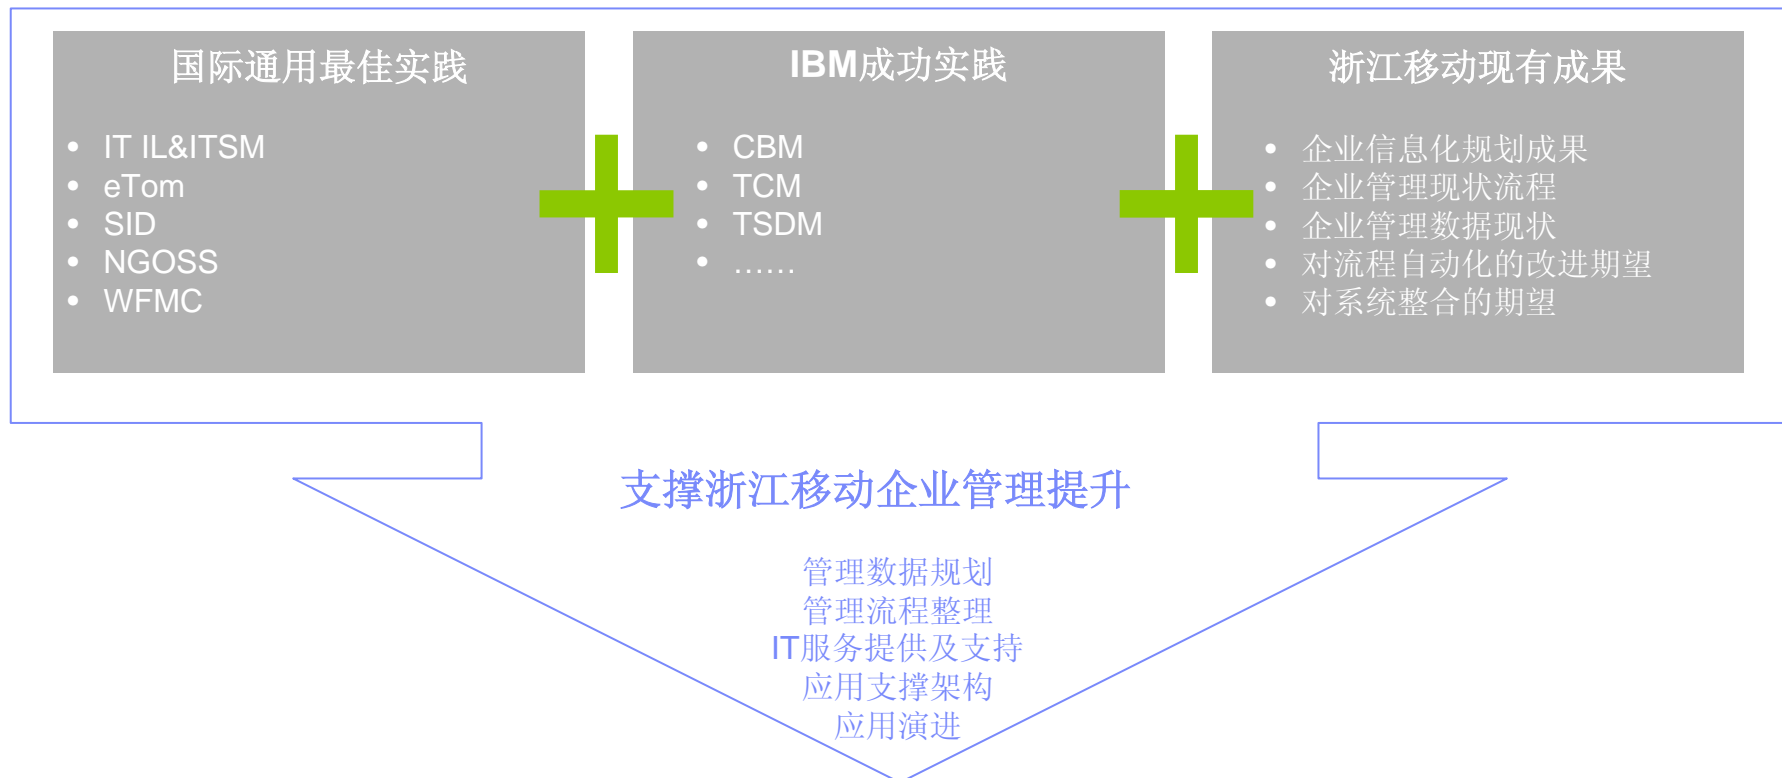 国际通用最佳实践
• IT IL&ITSM
• eTom
• SID
• NGOSS
• WFMC
IBM成功实践
• CBM
• TCM
• TSDM
• ……
浙江移动现有成果
• 企业信息化规划成果
• 企业管理现状流程
• 企业管理数据现状
• 对流程自动化的改进期望
• 对系统整合的期望
支撑浙江移动企业管理提升
管理数据规划
管理流程整理
IT服务提供及支持
应用支撑架构
应用演进